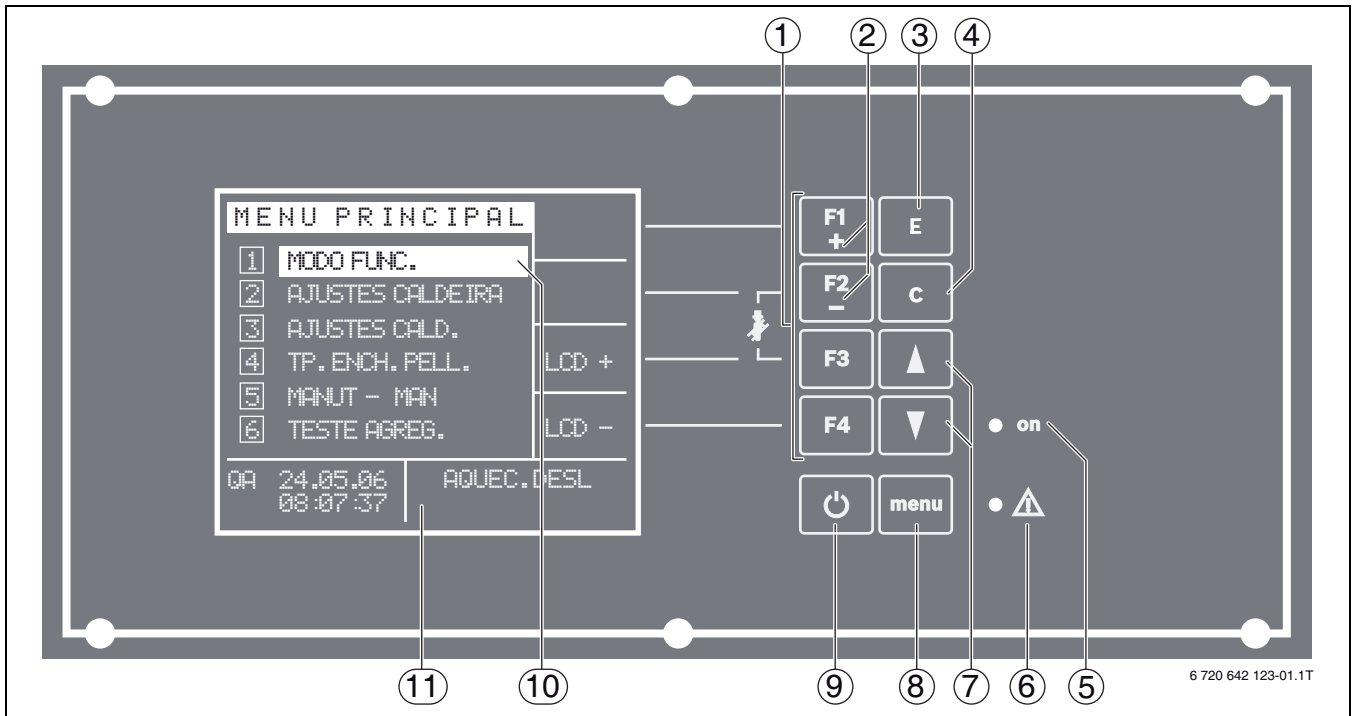 1 2 3 4
MENU PRINCIPAL
1 MODO FUNC.
2 AJUSTES CALDEIRA
3 AJUSTES CALD.
4 TP. ENCH. PELL. LCD +
5 MANUT - MAN
6 TESTE AGREG. LCD -
QA 24.05.06 AQUEC.DESL
08:07:37
F1 + E
F2 - C
F3
F4
on
menu
11 10 9 8 7 6 5
6 720 642 123-01.1T